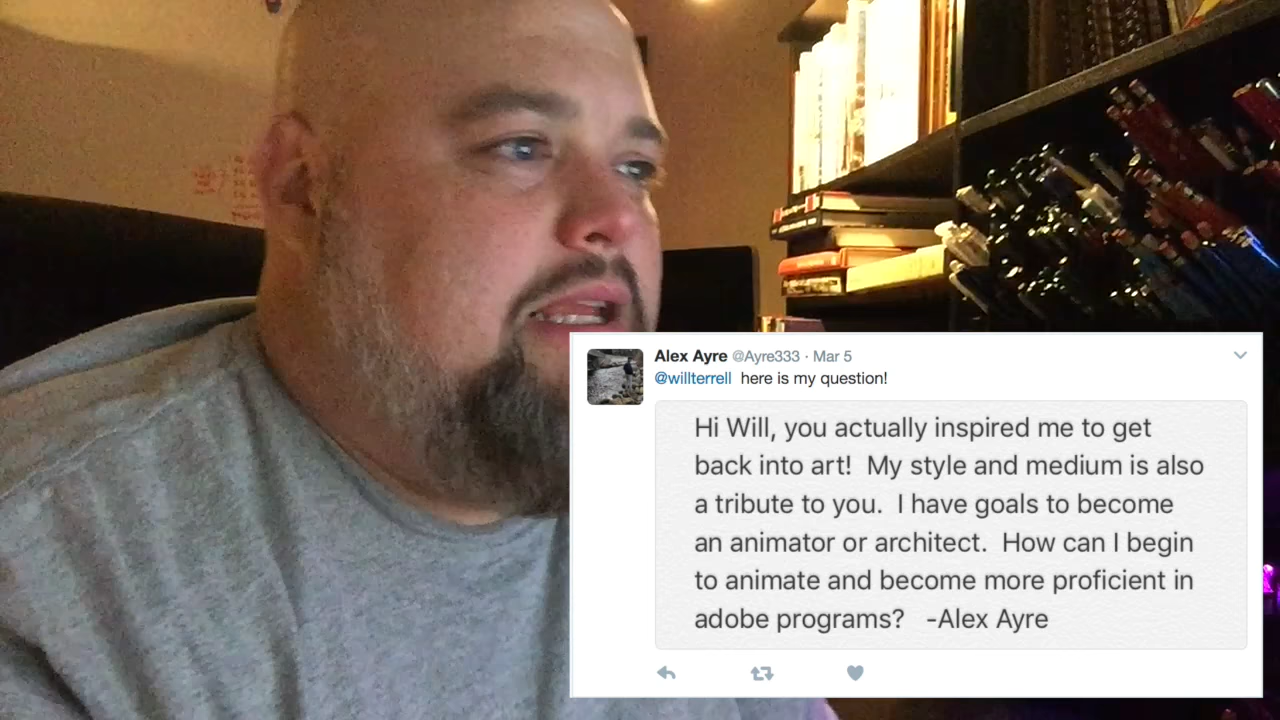 Alex Ayre @Ayre333 · Mar 5
@willterrell here is my question!
Hi Will, you actually inspired me to get
back into art! My style and medium is also
a tribute to you. I have goals to become
an animator or architect. How can I begin
to animate and become more proficient in
adobe programs? -Alex Ayre